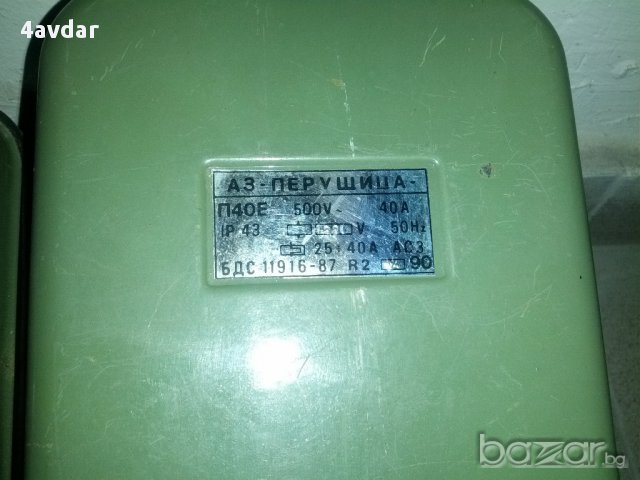 4avdar
АЗ-ПЕРУЩИЦА-
П40Е 500V~ 40A
IP 43 V 50Hz
25÷40A AC3
БДС 11916-87 R2 90
bazar.bg